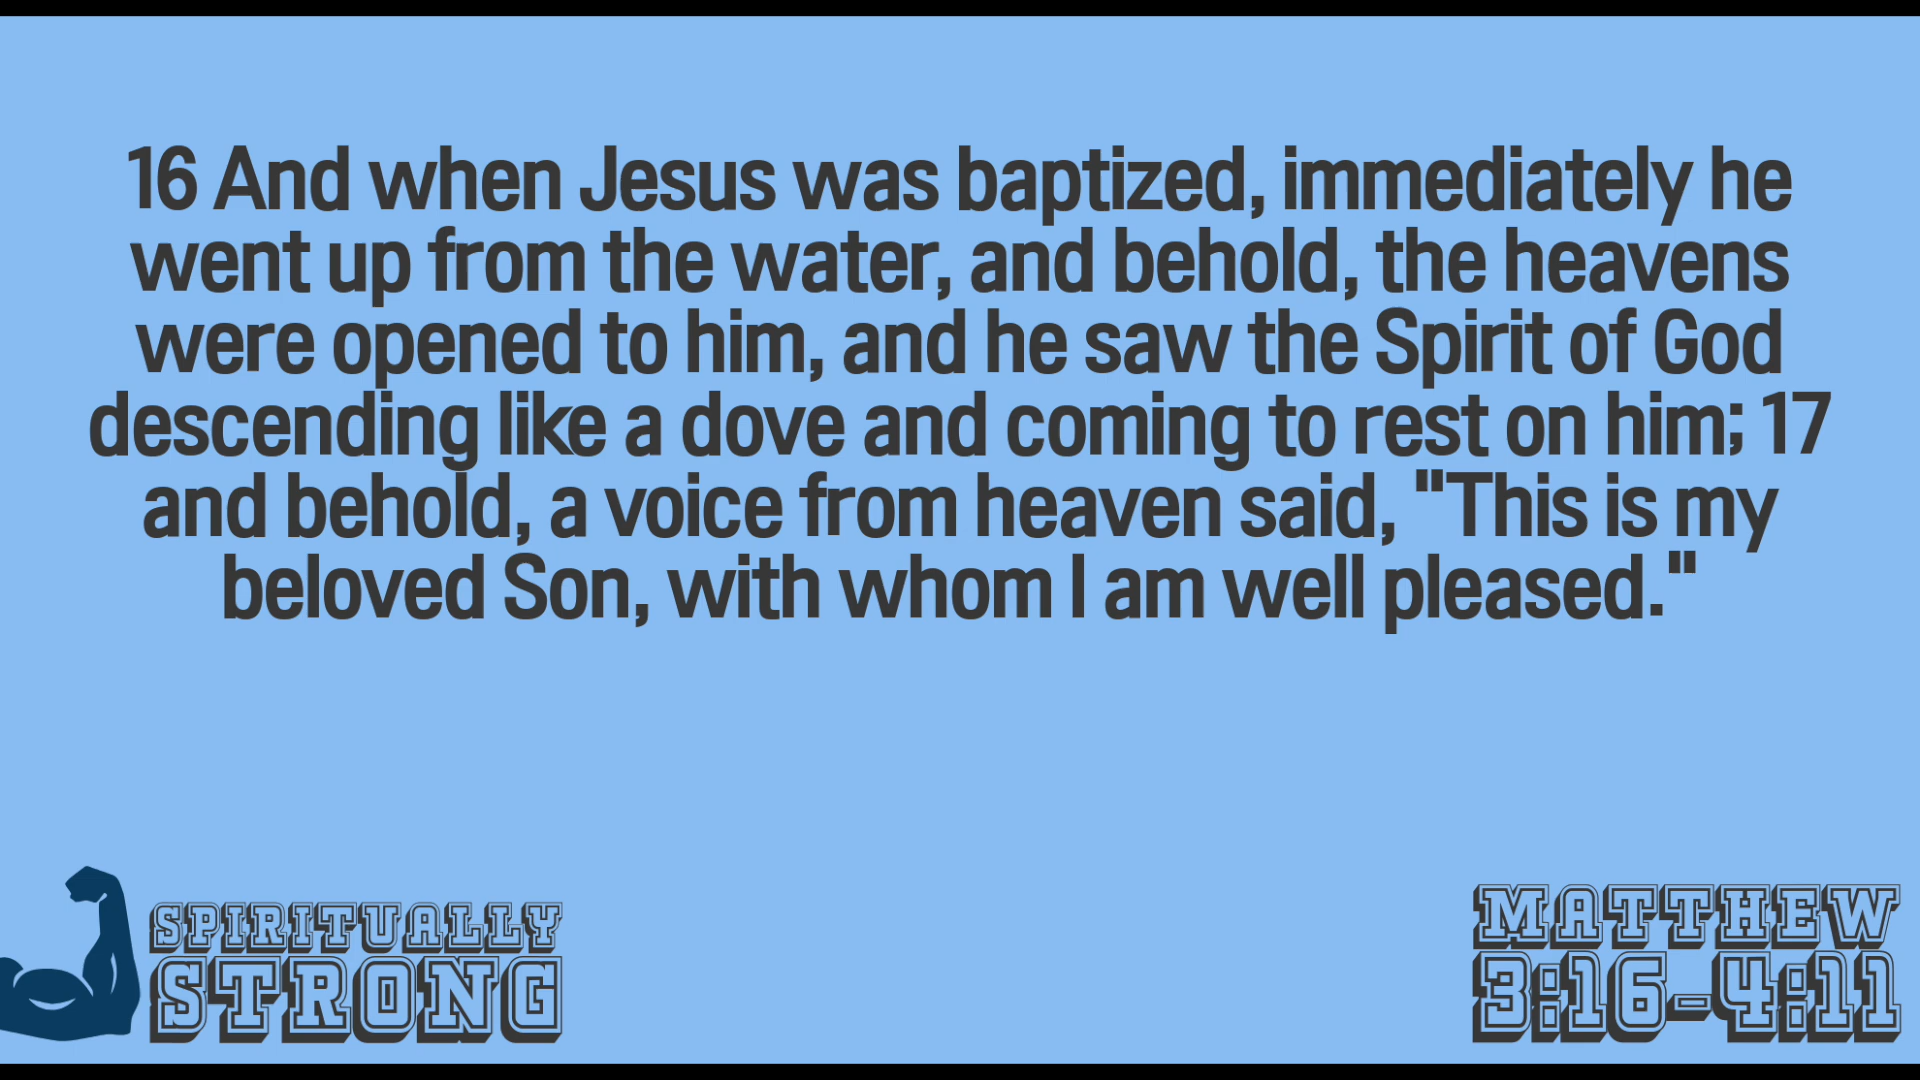 16 And when Jesus was baptized, immediately he
went up from the water, and behold, the heavens
were opened to him, and he saw the Spirit of God
descending like a dove and coming to rest on him; 17
and behold, a voice from heaven said, "This is my
beloved Son, with whom I am well pleased."
SPIRITUALLY
STRONG
MATTHEW
3:16-4:11